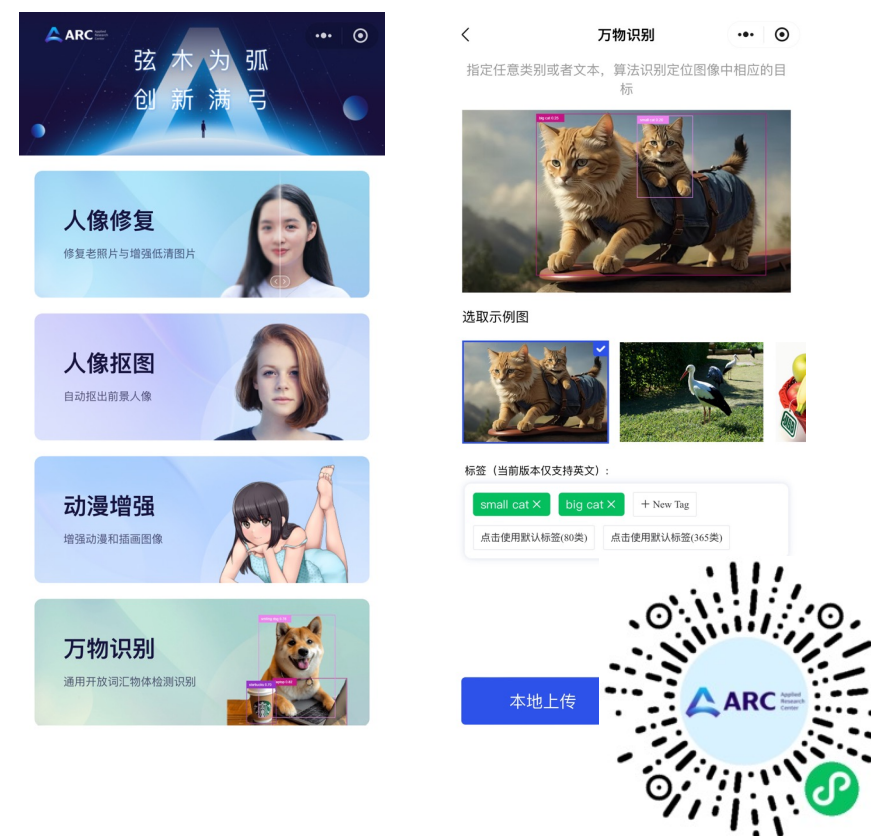 ARC Applied Research Center
弦 木 为 弧
创 新 满 弓
人像修复
修复老照片与增强低清图片
人像抠图
自动抠出前景人像
动漫增强
增强动漫和插画图像
万物识别
通用开放词汇物体检测识别
万物识别
指定任意类别或者文本，算法识别定位图像中相应的目
标
选取示例图
标签（当前版本仅支持英文）:
small cat × big cat × + New Tag
点击使用默认标签(80类) 点击使用默认标签(365类)
本地上传
ARC Applied Research Center